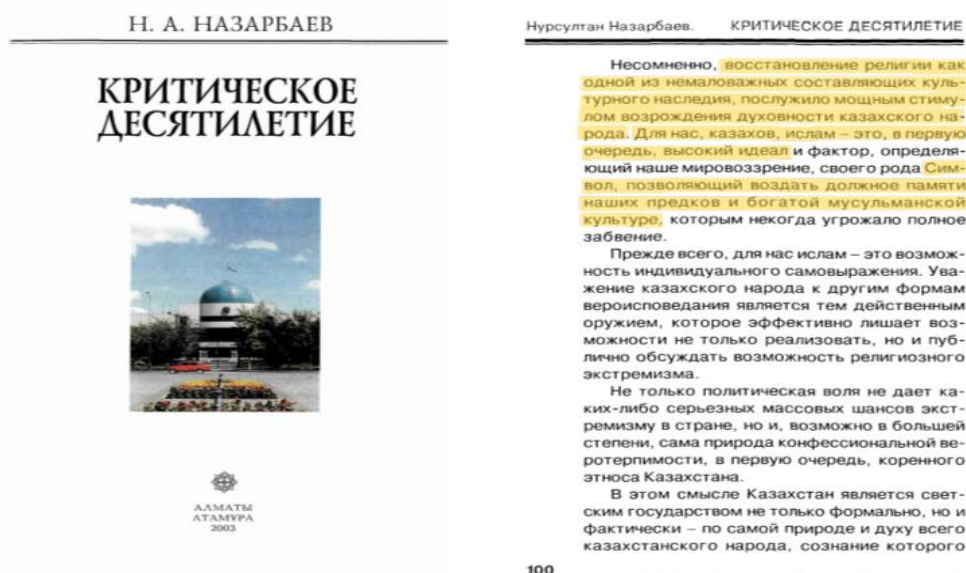 Н. А. НАЗАРБАЕВ
КРИТИЧЕСКОЕ
ДЕСЯТИЛЕТИЕ
АЛМАТЫ
АТАМҰРА
2003
Нурсултан Назарбаев. КРИТИЧЕСКОЕ ДЕСЯТИЛЕТИЕ
Несомненно, восстановление религии как
одной из немаловажных составляющих куль-
турного наследия, послужило мощным стиму-
лом возрождения духовности казахского на-
рода. Для нас, казахов, ислам – это, в первую
очередь, высокий идеал и фактор, определя-
ющий наше мировоззрение, своего рода Сим-
вол, позволяющий воздать должное памяти
наших предков и богатой мусульманской
культуре, которым некогда угрожало полное
забвение.
Прежде всего, для нас ислам – это возмож-
ность индивидуального самовыражения. Ува-
жение казахского народа к другим формам
вероисповедания является тем действенным
оружием, которое эффективно лишает воз-
можности не только реализовать, но и пуб-
лично обсуждать возможность религиозного
экстремизма.
Не только политическая воля не дает ка-
ких-либо серьезных массовых шансов экст-
ремизму в стране, но и, возможно в большей
степени, сама природа конфессиональной ве-
ротерпимости, в первую очередь, коренного
этноса Казахстана.
В этом смысле Казахстан является свет-
ским государством не только формально, но и
фактически – по самой природе и духу всего
казахстанского народа, сознание которого
100